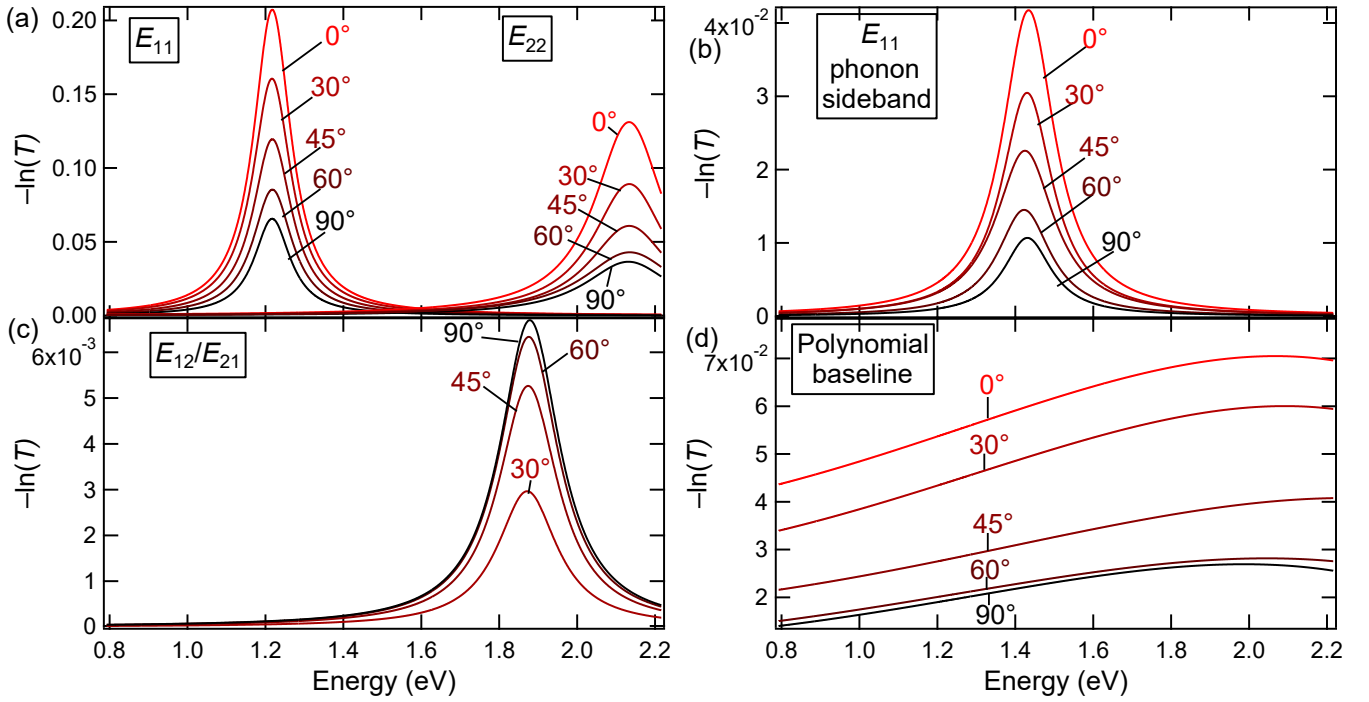 (a)
E₁₁
E₂₂
0°
30°
45°
60°
90°
0°
30°
45°
60°
90°
0.20
0.15
0.10
0.05
0.00
−ln(T)
(b)
E₁₁
phonon
sideband
0°
30°
45°
60°
90°
4x10⁻²
3
2
1
0
−ln(T)
(c)
E₁₂/E₂₁
90°
60°
45°
30°
6x10⁻³
5
4
3
2
1
0
−ln(T)
0.8
1.0
1.2
1.4
1.6
1.8
2.0
2.2
Energy (eV)
(d)
Polynomial
baseline
0°
30°
45°
60°
90°
7x10⁻²
6
5
4
3
2
−ln(T)
0.8
1.0
1.2
1.4
1.6
1.8
2.0
2.2
Energy (eV)